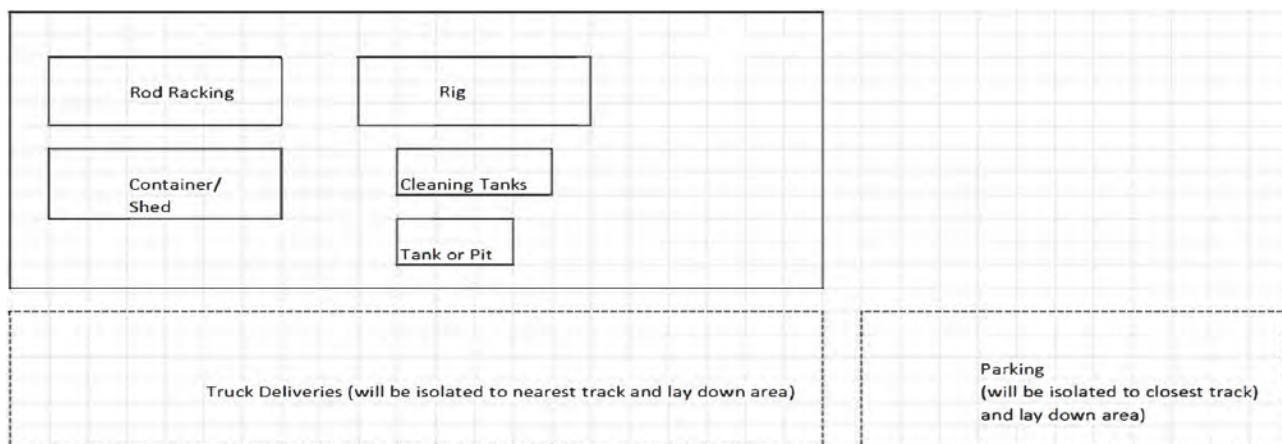 Rod Racking
Rig
Container/
Shed
Cleaning Tanks
Tank or Pit
Truck Deliveries (will be isolated to nearest track and lay down area)
Parking
(will be isolated to closest track)
and lay down area)